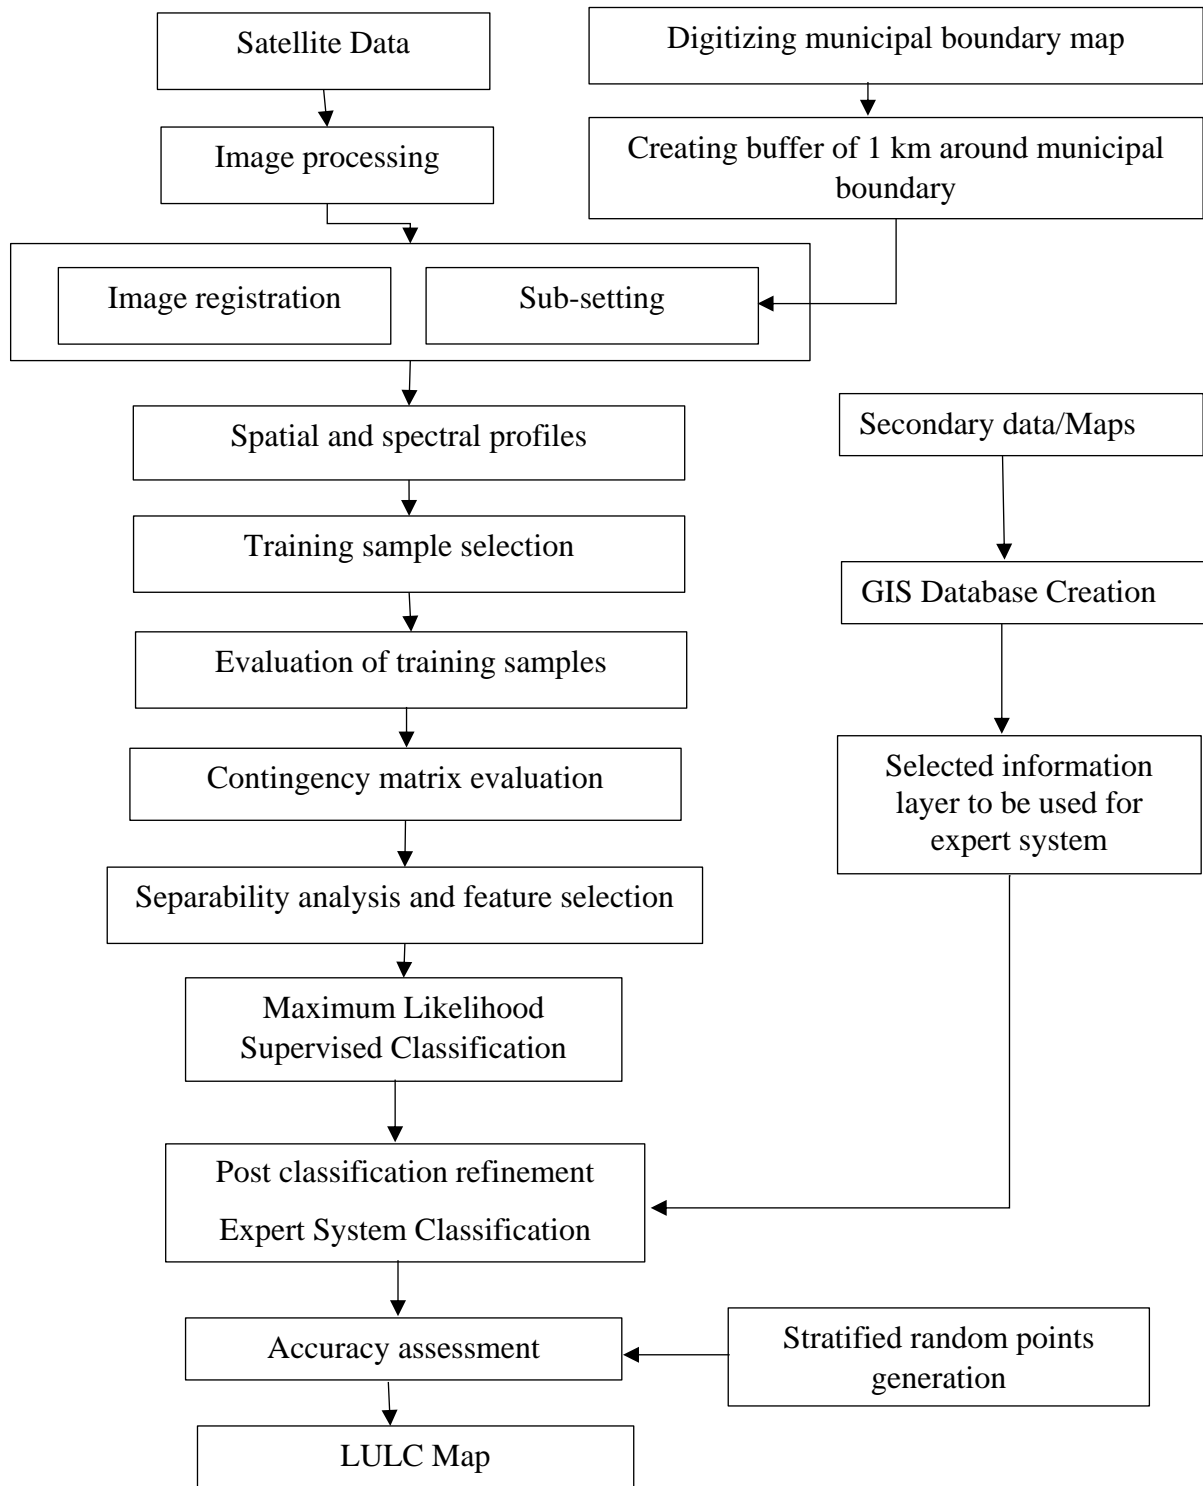 Satellite Data
Digitizing municipal boundary map
Image processing
Creating buffer of 1 km around municipal
boundary
Image registration
Sub-setting
Spatial and spectral profiles
Secondary data/Maps
Training sample selection
GIS Database Creation
Evaluation of training samples
Contingency matrix evaluation
Selected information
layer to be used for
expert system
Separability analysis and feature selection
Maximum Likelihood
Supervised Classification
Post classification refinement
Expert System Classification
Accuracy assessment
Stratified random points
generation
LULC Map